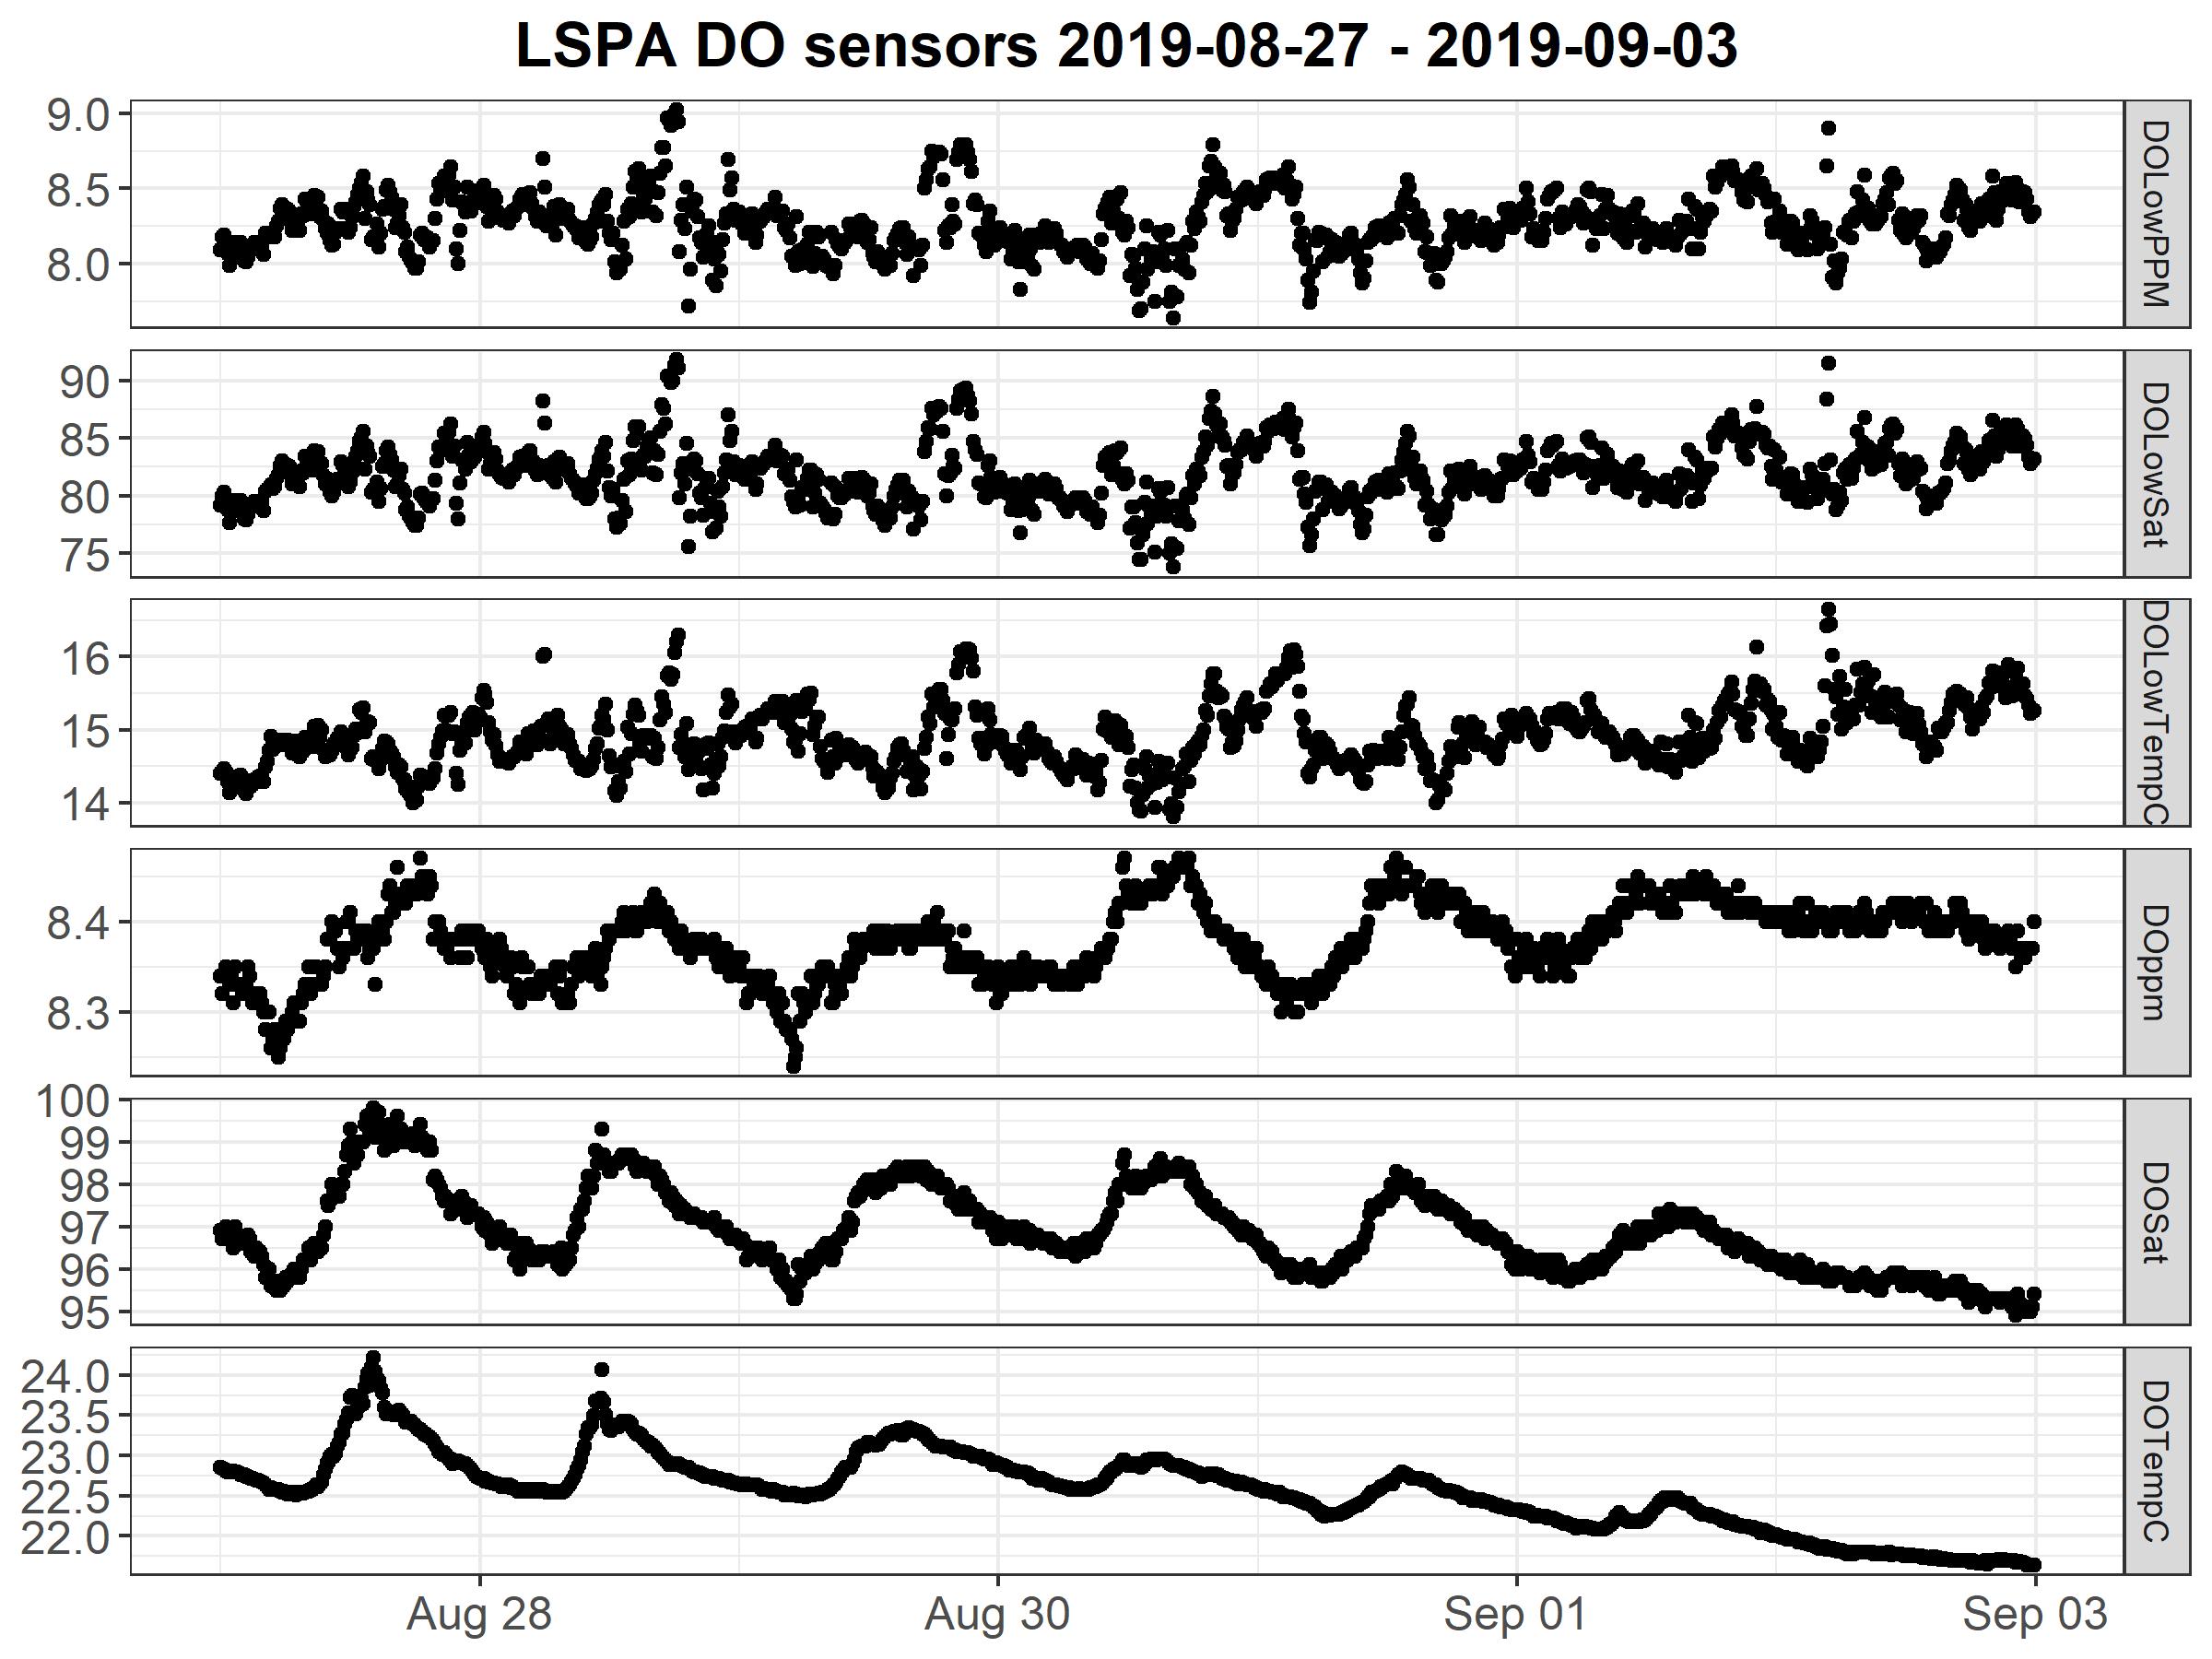 LSPA DO sensors 2019-08-27 - 2019-09-03
9.0
8.5
8.0
DOLowPPM
90
85
80
75
DOLowSat
16
15
14
DOLowTempC
8.4
8.3
DOppm
100
99
98
97
96
95
DOSat
24.0
23.5
23.0
22.5
22.0
DOTempC
Aug 28 Aug 30 Sep 01 Sep 03